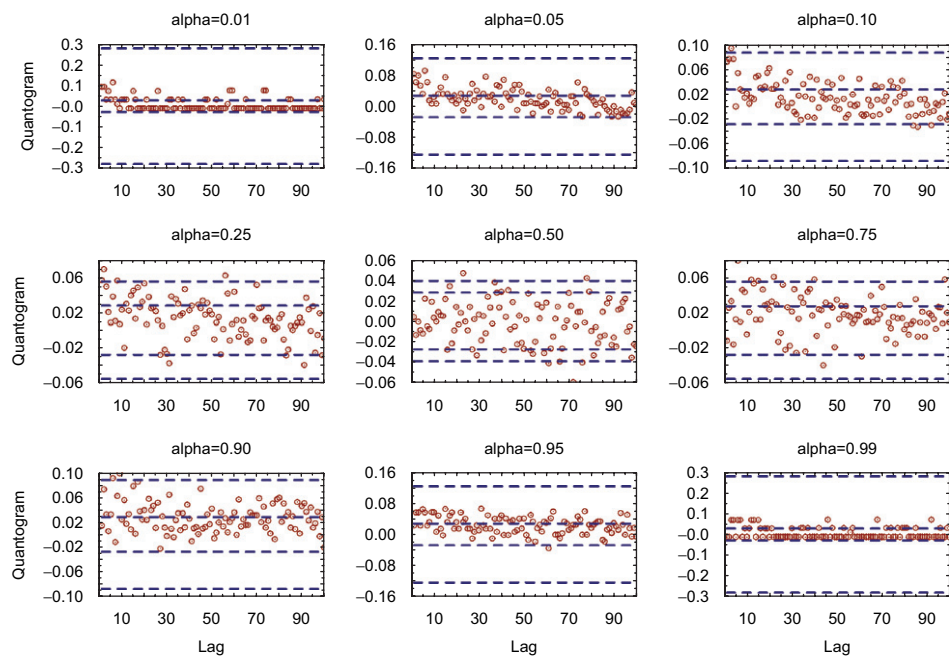 alpha=0.01
alpha=0.05
alpha=0.10
Quantogram
0.3
0.2
0.1
−0.0
−0.1
−0.2
−0.3
10 30 50 70 90
0.16
0.08
0.00
−0.08
−0.16
10 30 50 70 90
0.10
0.06
0.02
−0.02
−0.06
−0.10
10 30 50 70 90
alpha=0.25
alpha=0.50
alpha=0.75
Quantogram
0.06
0.02
−0.02
−0.06
10 30 50 70 90
0.06
0.04
0.02
0.00
−0.02
−0.04
0.06
10 30 50 70 90
0.06
0.02
−0.02
−0.06
10 30 50 70 90
alpha=0.90
alpha=0.95
alpha=0.99
Quantogram
0.10
0.06
0.02
−0.02
−0.06
−0.10
10 30 50 70 90
Lag
0.16
0.08
0.00
−0.08
−0.16
10 30 50 70 90
Lag
0.3
0.2
0.1
−0.0
−0.1
−0.2
−0.3
10 30 50 70 90
Lag